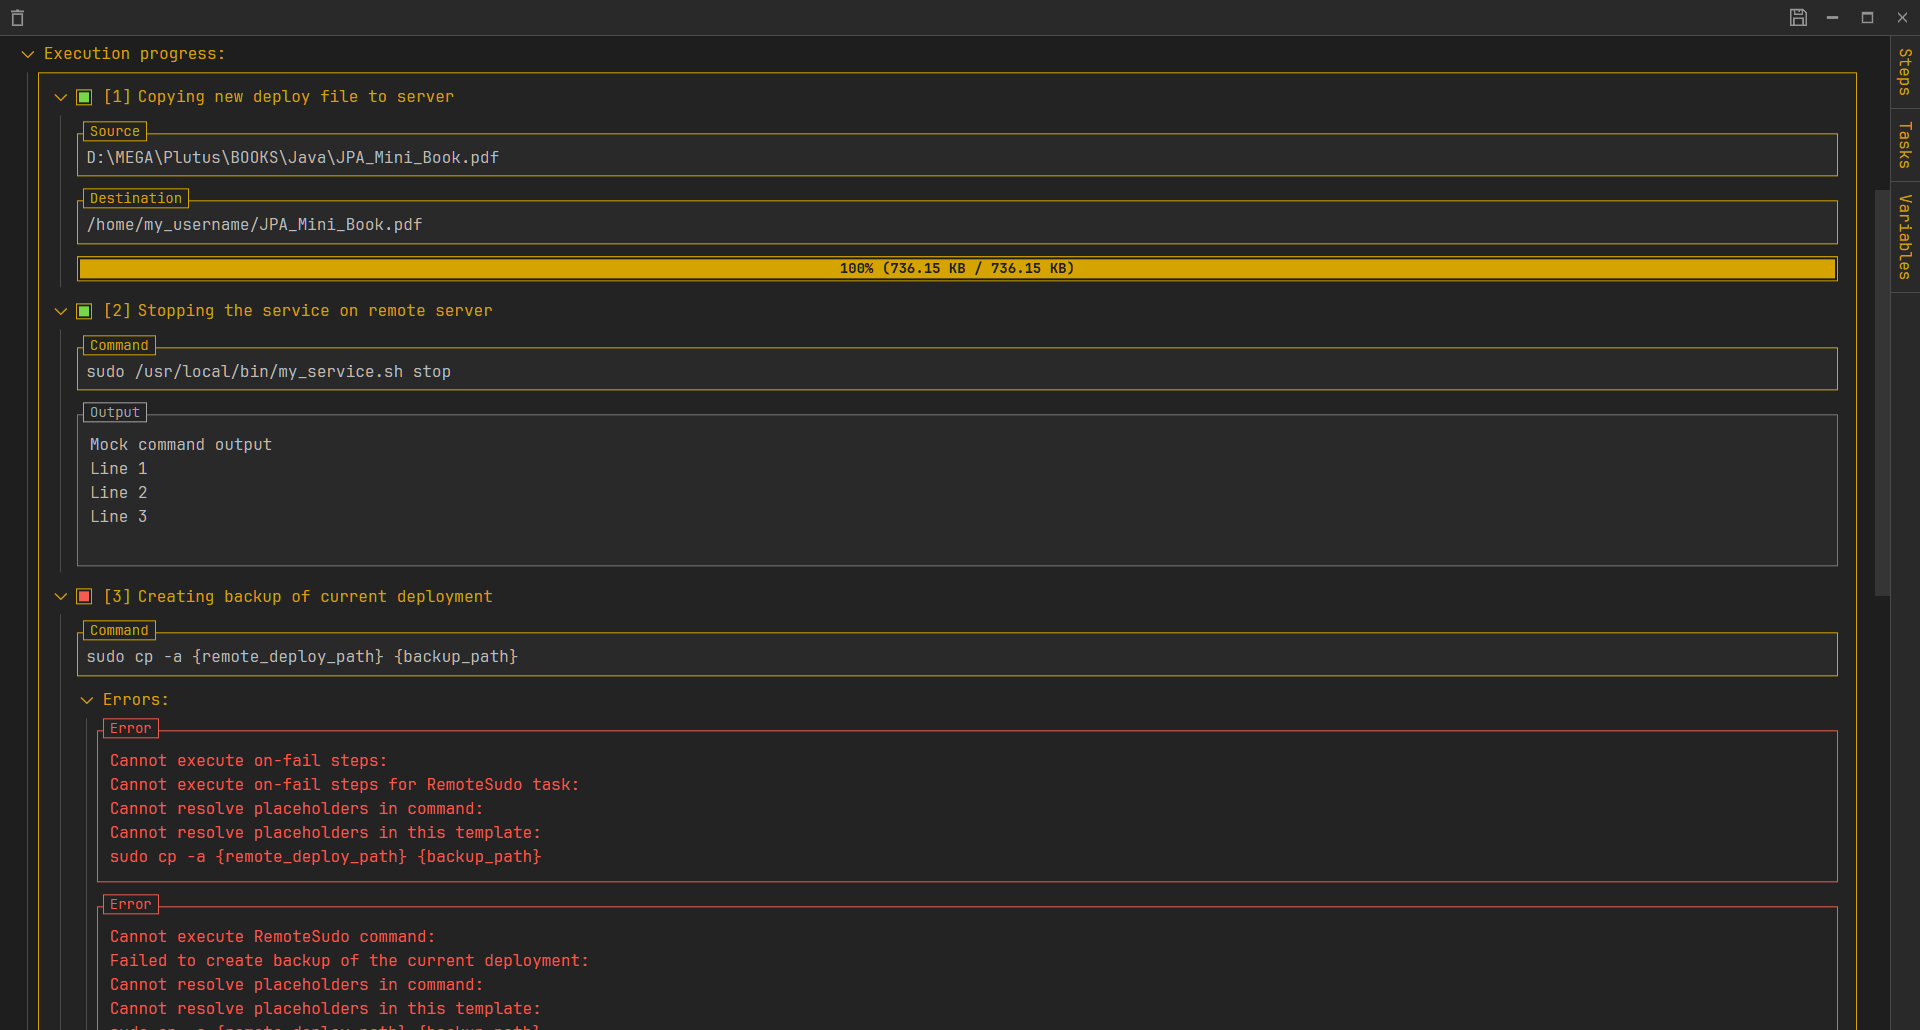 Execution progress:
[1] Copying new deploy file to server
Source
D:\MEGA\Plutus\BOOKS\Java\JPA_Mini_Book.pdf
Destination
/home/my_username/JPA_Mini_Book.pdf
100% (736.15 KB / 736.15 KB)
[2] Stopping the service on remote server
Command
sudo /usr/local/bin/my_service.sh stop
Output
Mock command output
Line 1
Line 2
Line 3
[3] Creating backup of current deployment
Command
sudo cp -a {remote_deploy_path} {backup_path}
Errors:
Error
Cannot execute on-fail steps:
Cannot execute on-fail steps for RemoteSudo task:
Cannot resolve placeholders in command:
Cannot resolve placeholders in this template:
sudo cp -a {remote_deploy_path} {backup_path}
Error
Cannot execute RemoteSudo command:
Failed to create backup of the current deployment:
Cannot resolve placeholders in command:
Cannot resolve placeholders in this template:
sudo cp -a {remote_deploy_path} {backup_path}
Steps
Tasks
Variables